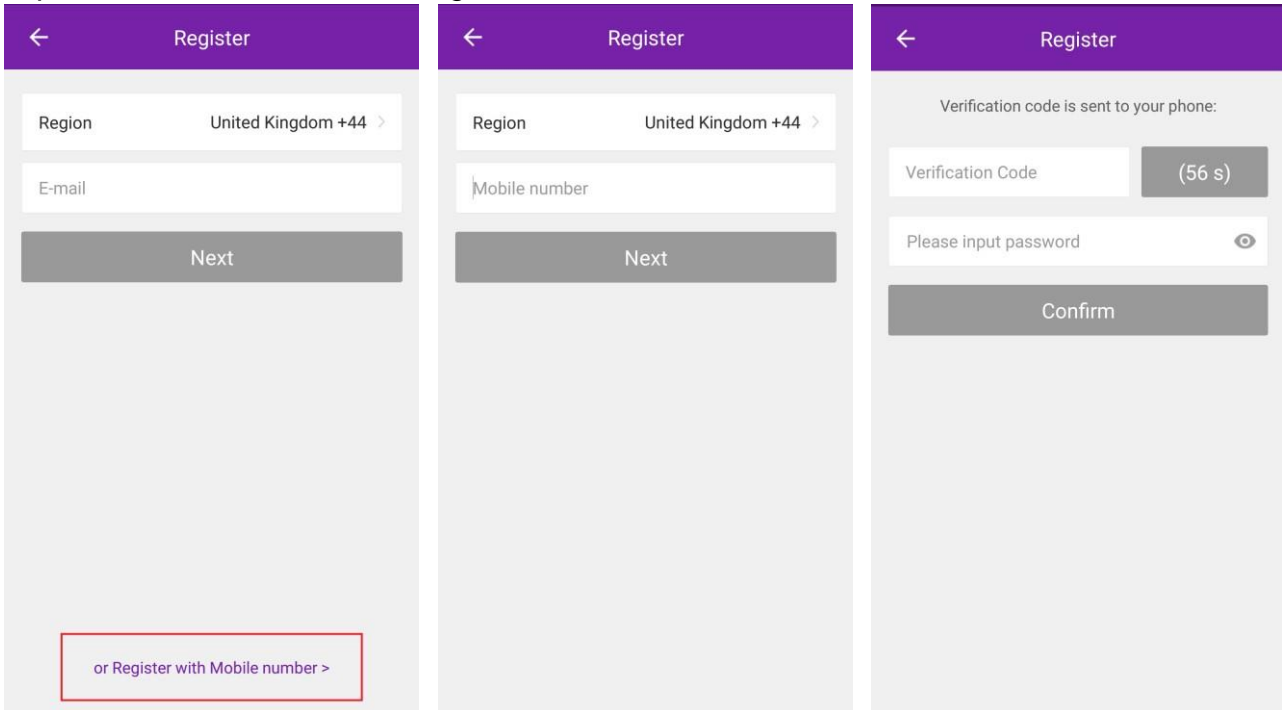 Register
Region United Kingdom +44 >
E-mail
Next
or Register with Mobile number >
Register
Region United Kingdom +44 >
Mobile number
Next
Register
Verification code is sent to your phone:
Verification Code (56 s)
Please input password
Confirm